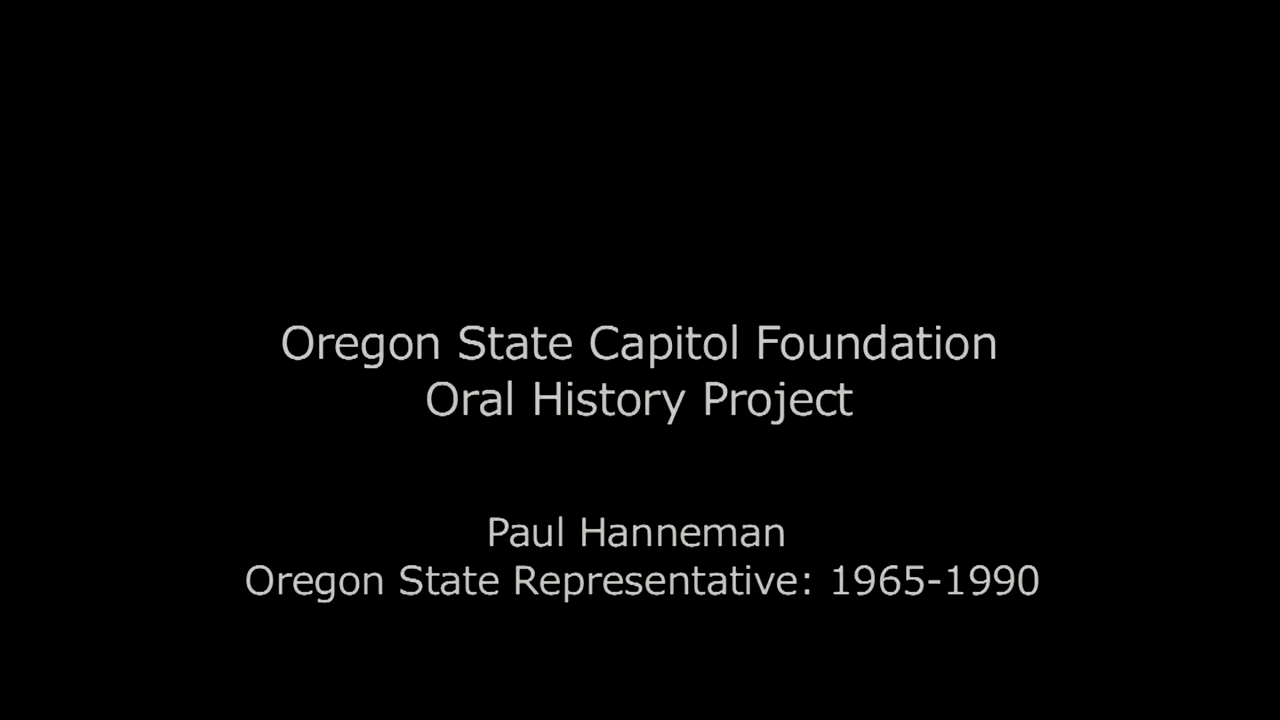 Oregon State Capitol Foundation
Oral History Project
Paul Hanneman
Oregon State Representative: 1965-1990